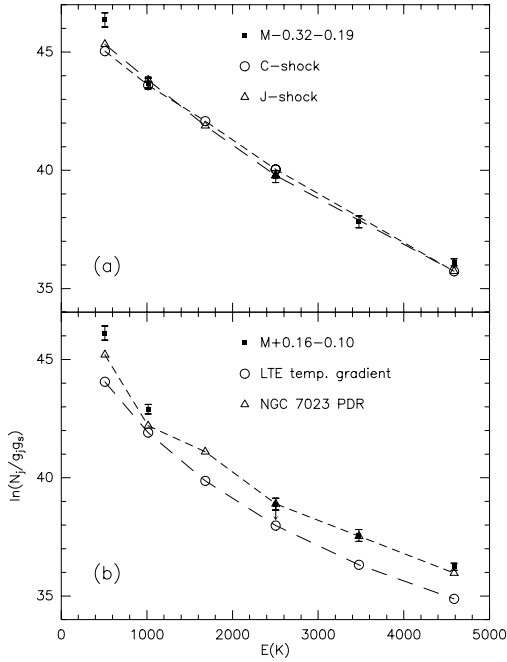 45
40
35
M−0.32−0.19
C−shock
J−shock
(a)
45
40
35
M+0.16−0.10
LTE temp. gradient
NGC 7023 PDR
(b)
ln(Nj/gjgs)
0 1000 2000 3000 4000 5000
E(K)